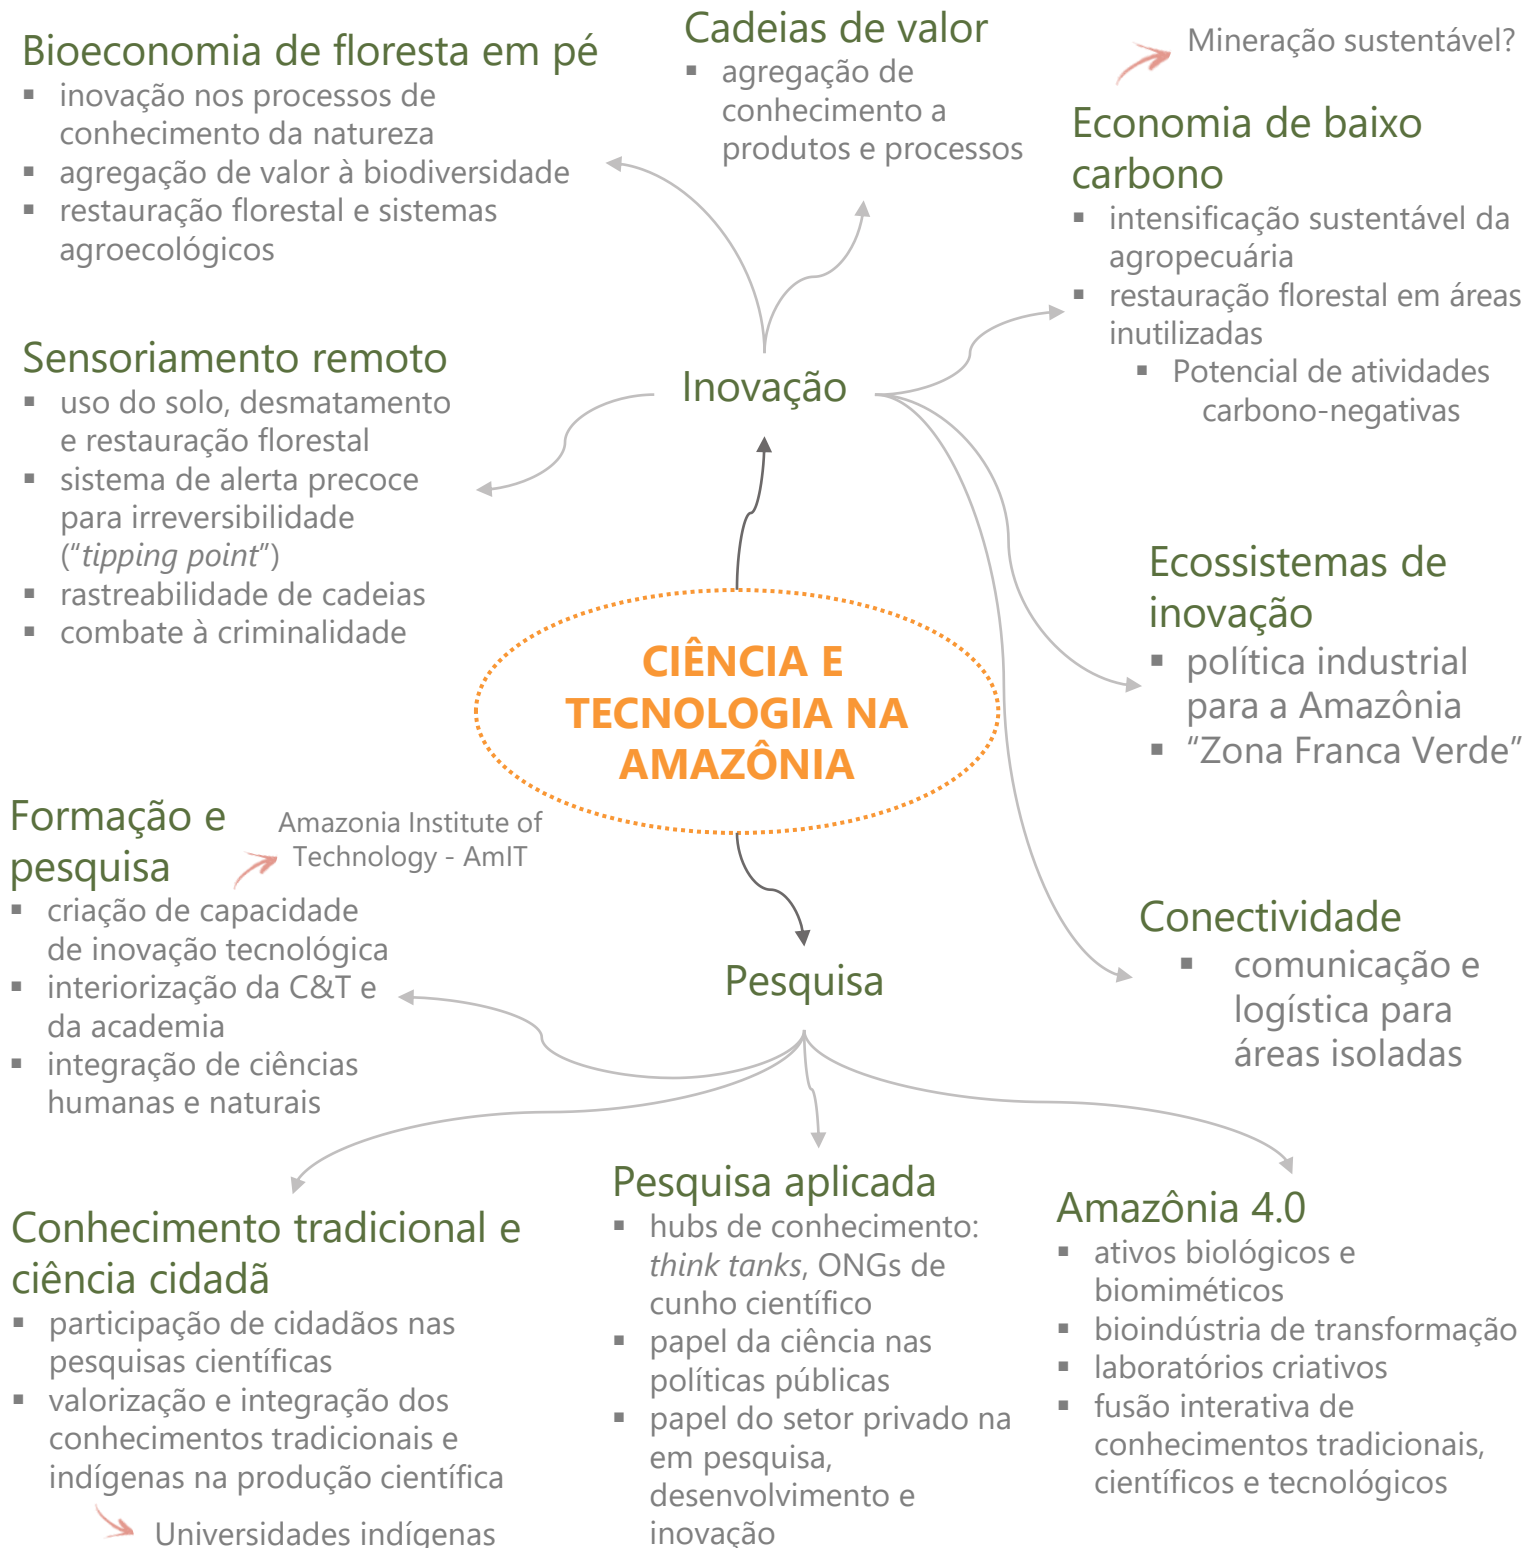 Bioeconomia de floresta em pé
▪ inovação nos processos de
conhecimento da natureza
▪ agregação de valor à biodiversidade
▪ restauração florestal e sistemas
agroecológicos
Cadeias de valor
▪ agregação de
conhecimento a
produtos e processos
Mineração sustentável?
Economia de baixo
carbono
▪ intensificação sustentável da
agropecuária
▪ restauração florestal em áreas
inutilizadas
▪ Potencial de atividades
carbono-negativas
Sensoriamento remoto
▪ uso do solo, desmatamento
e restauração florestal
▪ sistema de alerta precoce
para irreversibilidade
(“tipping point”)
▪ rastreabilidade de cadeias
▪ combate à criminalidade
Inovação
Ecossistemas de
inovação
▪ política industrial
para a Amazônia
▪ “Zona Franca Verde”
CIÊNCIA E
TECNOLOGIA NA
AMAZÔNIA
Formação e
pesquisa
Amazonia Institute of
Technology - AmIT
▪ criação de capacidade
de inovação tecnológica
▪ interiorização da C&T e
da academia
▪ integração de ciências
humanas e naturais
Pesquisa
Conectividade
▪ comunicação e
logística para
áreas isoladas
Conhecimento tradicional e
ciência cidadã
▪ participação de cidadãos nas
pesquisas científicas
▪ valorização e integração dos
conhecimentos tradicionais e
indígenas na produção científica
Universidades indígenas
Pesquisa aplicada
▪ hubs de conhecimento:
think tanks, ONGs de
cunho científico
▪ papel da ciência nas
políticas públicas
▪ papel do setor privado na
em pesquisa,
desenvolvimento e
inovação
Amazônia 4.0
▪ ativos biológicos e
biomiméticos
▪ bioindústria de transformação
▪ laboratórios criativos
▪ fusão interativa de
conhecimentos tradicionais,
científicos e tecnológicos